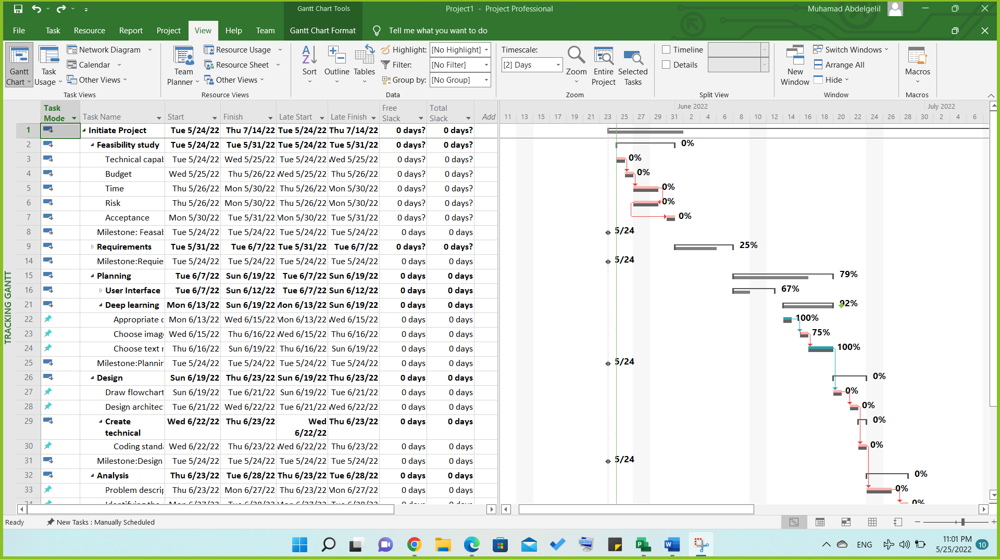 Gantt Chart Tools
Project1 - Project Professional
Muhamad Abdelgelil
File Task Resource Report Project View Help Team Gantt Chart Format Tell me what you want to do
Gantt Chart
Task Usage
Network Diagram
Calendar
Other Views
Task Views
Team Planner
Resource Usage
Resource Sheet
Other Views
Resource Views
Sort
Outline
Tables
Highlight: [No Highlight]
Filter: [No Filter]
Group by: [No Group]
Data
Timescale:
[2] Days
Zoom
Entire Project
Selected Tasks
Zoom
Timeline
Details
Split View
New Window
Switch Windows
Arrange All
Hide
Window
Macros
Macros
Task Mode Task Name Start Finish Late Start Late Finish Free Slack Total Slack Add
June 2022 July 2022
11 13 15 17 19 21 23 25 27 29 31 2 4 6 8 10 12 14 16 18 20 22 24 26 28 30 2 4 6
1 Initiate Project Tue 5/24/22 Thu 7/14/22 Tue 5/24/22 Thu 7/14/22 0 days? 0 days?
2 Feasibility study Tue 5/24/22 Tue 5/31/22 Tue 5/24/22 Tue 5/31/22 0 days? 0 days? 0%
3 Technical capab Tue 5/24/22 Wed 5/25/22 Tue 5/24/22 Wed 5/25/22 0 days? 0 days? 0%
4 Budget Wed 5/25/22 Thu 5/26/22 Wed 5/25/22 Thu 5/26/22 0 days? 0 days? 0%
5 Time Thu 5/26/22 Mon 5/30/22 Thu 5/26/22 Mon 5/30/22 0 days? 0 days? 0%
6 Risk Thu 5/26/22 Mon 5/30/22 Thu 5/26/22 Mon 5/30/22 0 days? 0 days? 0%
7 Acceptance Mon 5/30/22 Tue 5/31/22 Mon 5/30/22 Tue 5/31/22 0 days? 0 days? 0%
8 Milestone: Feasab Tue 5/24/22 Tue 5/24/22 Tue 5/24/22 Tue 5/24/22 0 days 0 days 5/24
9 Requirements Tue 5/31/22 Tue 6/7/22 Tue 5/31/22 Tue 6/7/22 0 days? 0 days? 25%
14 Milestone:Requie Tue 5/24/22 Tue 5/24/22 Tue 5/24/22 Tue 5/24/22 0 days 0 days 5/24
15 Planning Tue 6/7/22 Sun 6/19/22 Tue 6/7/22 Sun 6/19/22 0 days 0 days 79%
16 User Interface Tue 6/7/22 Sun 6/12/22 Tue 6/7/22 Sun 6/12/22 0 days 0 days 67%
21 Deep learning Mon 6/13/22 Sun 6/19/22 Mon 6/13/22 Sun 6/19/22 0 days 0 days 92%
22 Appropriate d Mon 6/13/22 Wed 6/15/22 Mon 6/13/22 Wed 6/15/22 0 days 0 days 100%
23 Choose imag Wed 6/15/22 Thu 6/16/22 Wed 6/15/22 Thu 6/16/22 0 days 0 days 75%
24 Choose text r Thu 6/16/22 Sun 6/19/22 Thu 6/16/22 Sun 6/19/22 0 days 0 days 100%
25 Milestone:Plannin Tue 5/24/22 Tue 5/24/22 Tue 5/24/22 Tue 5/24/22 0 days 0 days 5/24
26 Design Sun 6/19/22 Thu 6/23/22 Sun 6/19/22 Thu 6/23/22 0 days 0 days 0%
27 Draw flowchart Sun 6/19/22 Tue 6/21/22 Sun 6/19/22 Tue 6/21/22 0 days 0 days 0%
28 Design architec Tue 6/21/22 Wed 6/22/22 Tue 6/21/22 Wed 6/22/22 0 days 0 days 0%
29 Create technical Wed 6/22/22 Thu 6/23/22 Wed 6/22/22 Thu 6/23/22 0 days 0 days 0%
30 Coding standa Wed 6/22/22 Thu 6/23/22 Wed 6/22/22 Thu 6/23/22 0 days 0 days 0%
31 Milestone:Design Tue 5/24/22 Tue 5/24/22 Tue 5/24/22 Tue 5/24/22 0 days 0 days 5/24
32 Analysis Thu 6/23/22 Tue 6/28/22 Thu 6/23/22 Tue 6/28/22 0 days 0 days 0%
33 Problem descrip Thu 6/23/22 Mon 6/27/22 Thu 6/23/22 Mon 6/27/22 0 days 0 days 0%
34 Identifying the Mon 6/27/22 Tue 6/28/22 Mon 6/27/22 Tue 6/28/22 0 days 0 days 0%
TRACKING GANTT
Ready New Tasks : Manually Scheduled
ENG
11:01 PM
5/25/2022
10